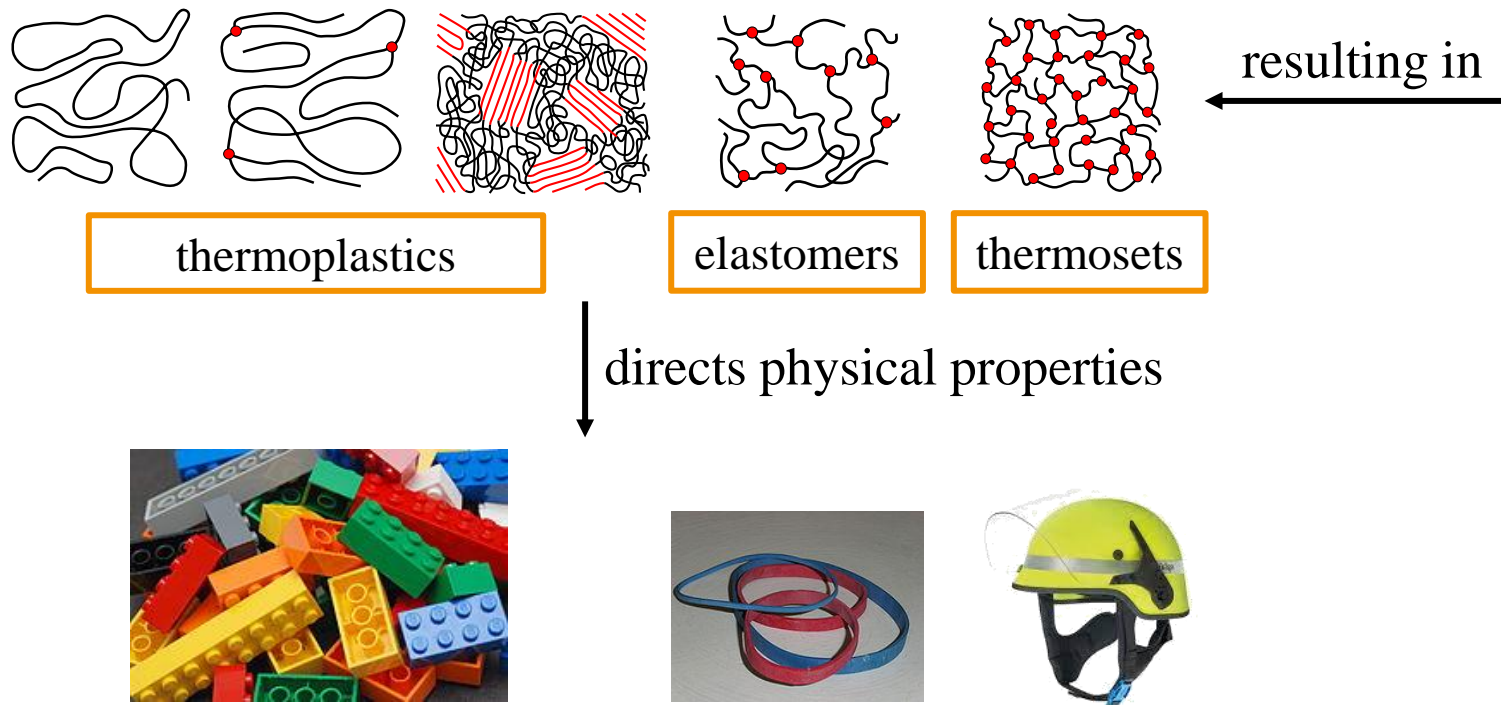 resulting in
thermoplastics
elastomers
thermosets
directs physical properties